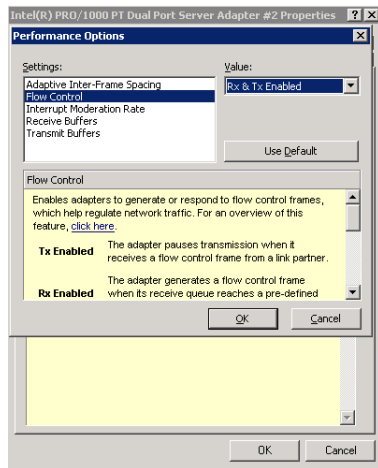 Intel(R) PRO/1000 PT Dual Port Server Adapter #2 Properties
Performance Options
Settings:
Value:
Adaptive Inter-Frame Spacing
Flow Control
Interrupt Moderation Rate
Receive Buffers
Transmit Buffers
Rx & Tx Enabled
Use Default
Flow Control
Enables adapters to generate or respond to flow control frames,
which help regulate network traffic. For an overview of this
feature, click here.
Tx Enabled
The adapter pauses transmission when it
receives a flow control frame from a link partner.
Rx Enabled
The adapter generates a flow control frame
when its receive queue reaches a pre-defined
OK
Cancel
OK
Cancel